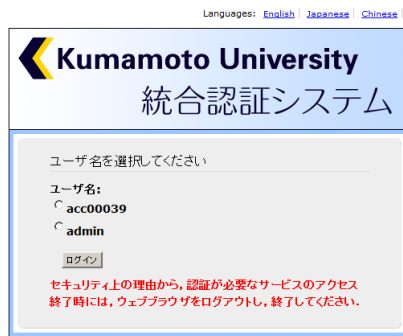 Languages: English Japanese Chinese
Kumamoto University
統合認証システム
ユーザ名を選択してください
ユーザ名:
acc00039
admin
ログイン
セキュリティ上の理由から，認証が必要なサービスのアクセス
終了時には，ウェブブラウザをログアウトし，終了してください．